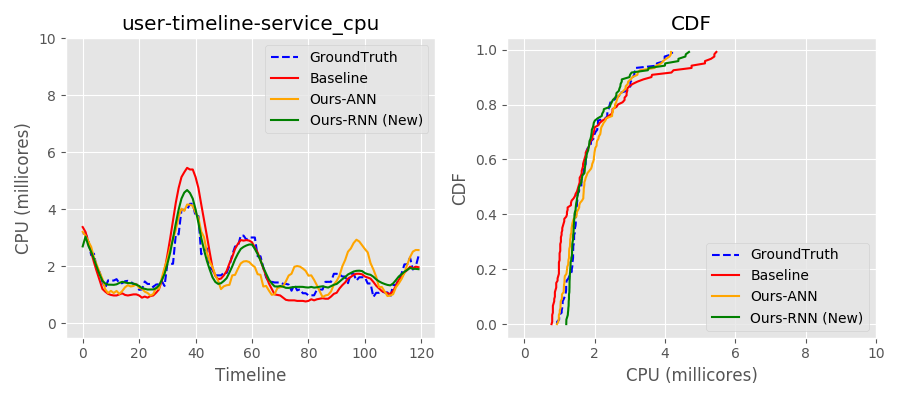 user-timeline-service_cpu
CPU (millicores)
10
8
6
4
2
0
GroundTruth
Baseline
Ours-ANN
Ours-RNN (New)
0 20 40 60 80 100 120
Timeline
CDF
CDF
1.0
0.8
0.6
0.4
0.2
0.0
GroundTruth
Baseline
Ours-ANN
Ours-RNN (New)
0 2 4 6 8 10
CPU (millicores)